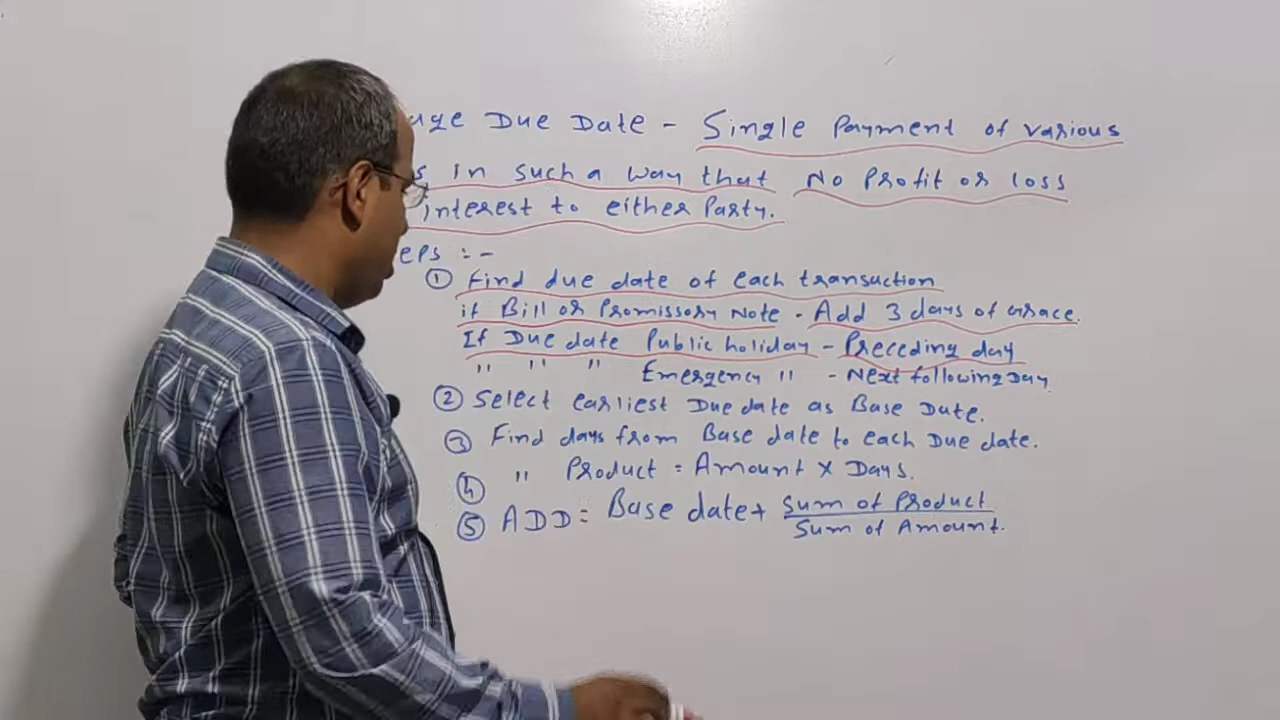 Due Date - Single Payment of various
in such a way that No Profit or loss
interest to either Party.
:-
① Find due date of each transaction
if Bill or Promissory Note - Add 3 days of Grace.
If Due date Public holiday - Preceding day
" " " Emergency " - Next following Day
② Select earliest Due date as Base Date.
③ Find days from Base date to each Due date.
④ " Product = Amount x Days.
⑤ ADD = Base date + Sum of Product
Sum of Amount.